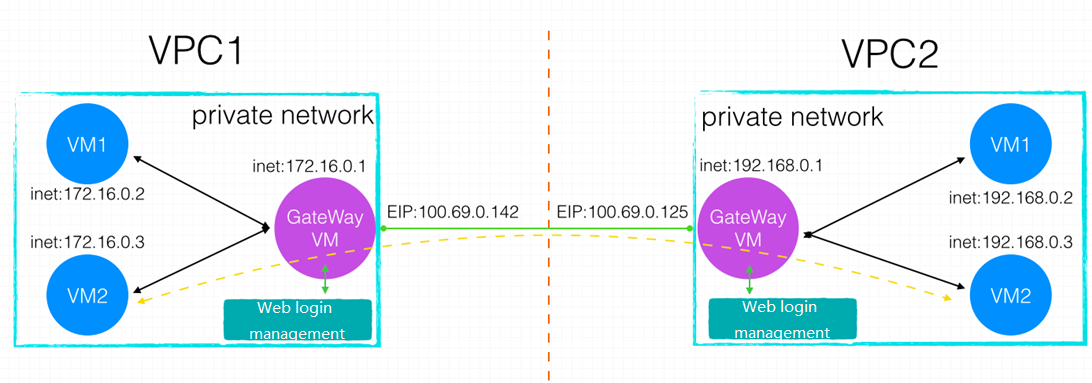 VPC1
private network
VM1
inet:172.16.0.1
inet:172.16.0.2
GateWay
VM
EIP:100.69.0.142
inet:172.16.0.3
VM2
Web login
management
VPC2
private network
VM1
inet:192.168.0.1
inet:192.168.0.2
EIP:100.69.0.125
GateWay
VM
inet:192.168.0.3
VM2
Web login
management